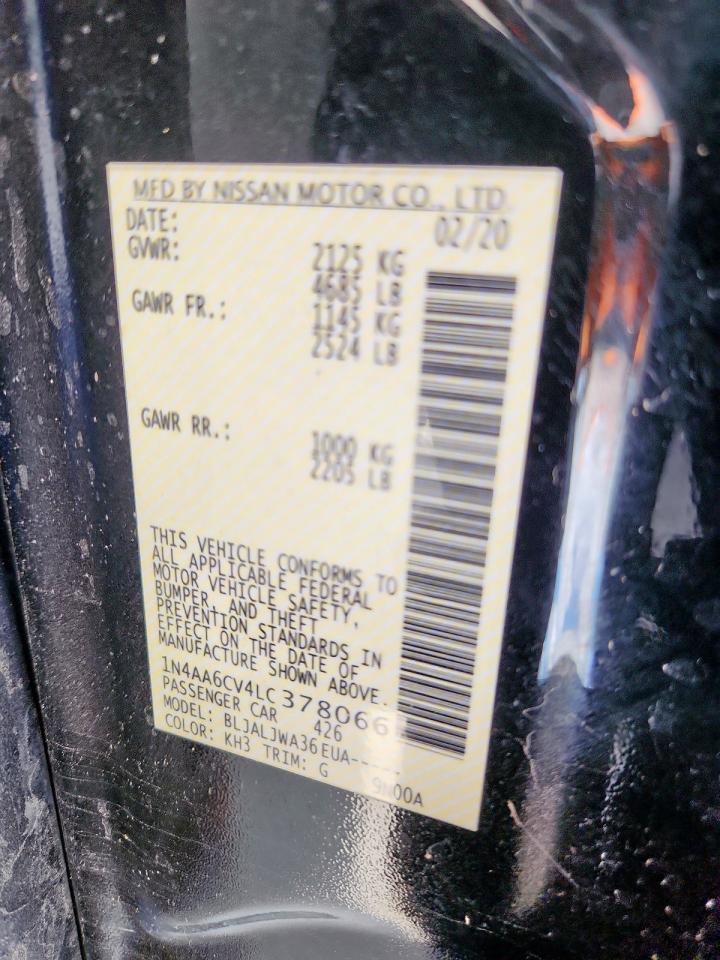 MFD BY NISSAN MOTOR CO., LTD.
DATE: 02/20
GVWR: 2125 KG
4685 LB
GAWR FR.: 1145 KG
2524 LB
GAWR RR.: 1000 KG
2205 LB
THIS VEHICLE CONFORMS TO
ALL APPLICABLE FEDERAL
MOTOR VEHICLE SAFETY,
BUMPER, AND THEFT
PREVENTION STANDARDS IN
EFFECT ON THE DATE OF
MANUFACTURE SHOWN ABOVE.
1N4AA6CV4LC378066
PASSENGER CAR 426
MODEL: BLJALJWA36EUA-----
COLOR: KH3 TRIM: G 9N00A